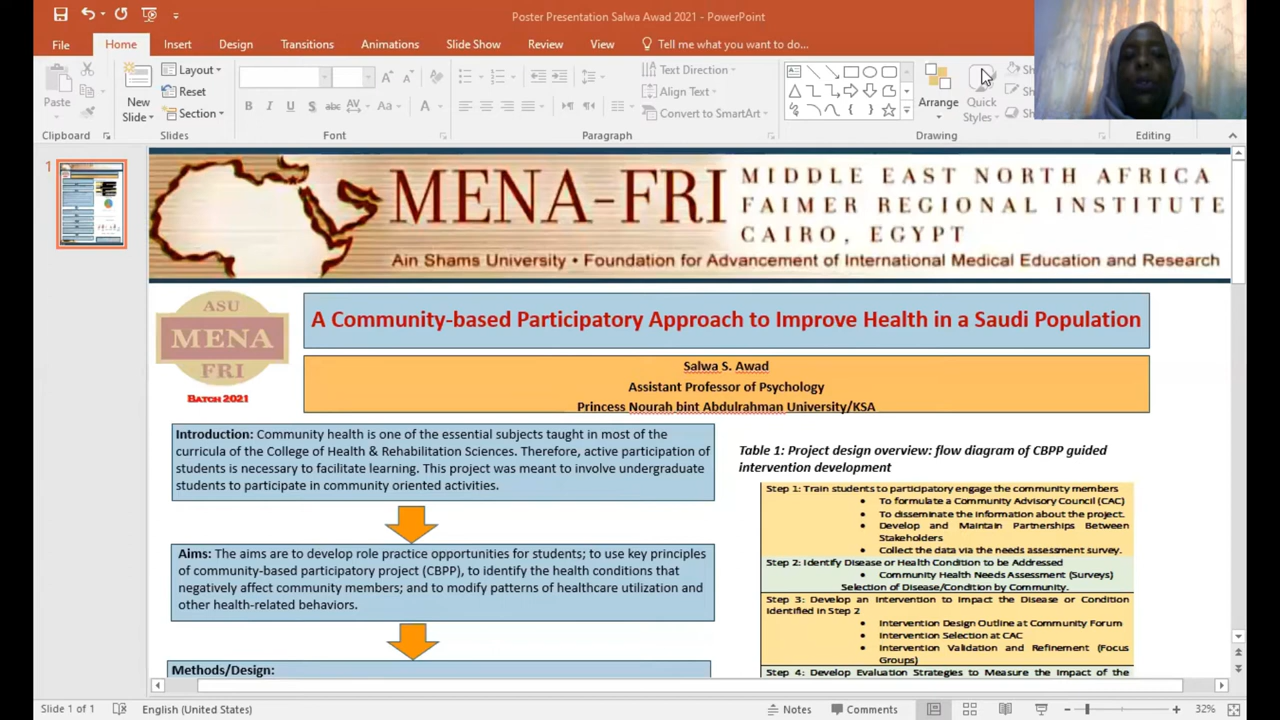 Poster Presentation Salwa Awad 2021 - PowerPoint
File
Home
Insert
Design
Transitions
Animations
Slide Show
Review
View
Tell me what you want to do...
Paste
New
Slide
Layout
Reset
Section
Text Direction
Align Text
Convert to SmartArt
Arrange
Quick
Styles
Clipboard
Slides
Font
Paragraph
Drawing
Editing
1
MENA-FRI
MIDDLE EAST NORTH AFRICA
FAIMER REGIONAL INSTITUTE
CAIRO, EGYPT
Ain Shams University • Foundation for Advancement of International Medical Education and Research
ASU
MENA
FRI
BATCH 2021
A Community-based Participatory Approach to Improve Health in a Saudi Population
Salwa S. Awad
Assistant Professor of Psychology
Princess Nourah bint Abdulrahman University/KSA
Introduction: Community health is one of the essential subjects taught in most of the
curricula of the College of Health & Rehabilitation Sciences. Therefore, active participation of
students is necessary to facilitate learning. This project was meant to involve undergraduate
students to participate in community oriented activities.
Aims: The aims are to develop role practice opportunities for students; to use key principles
of community-based participatory project (CBPP), to identify the health conditions that
negatively affect community members; and to modify patterns of healthcare utilization and
other health-related behaviors.
Methods/Design:
Table 1: Project design overview: flow diagram of CBPP guided
intervention development
Step 1: Train students to participatory engage the community members
• To formulate a Community Advisory Council (CAC)
• To disseminate the information about the project.
• Develop and Maintain Partnerships Between
Stakeholders
• Collect the data via the needs assessment survey.
Step 2: Identify Disease or Health Condition to be Addressed
• Community Health Needs Assessment (Surveys)
Selection of Disease/Condition by Community.
Step 3: Develop an Intervention to Impact the Disease or Condition
Identified in Step 2
• Intervention Design Outline at Community Forum
• Intervention Selection at CAC
• Intervention Validation and Refinement (Focus
Groups)
Step 4: Develop Evaluation Strategies to Measure the Impact of the
Slide 1 of 1
English (United States)
Notes
Comments
32%